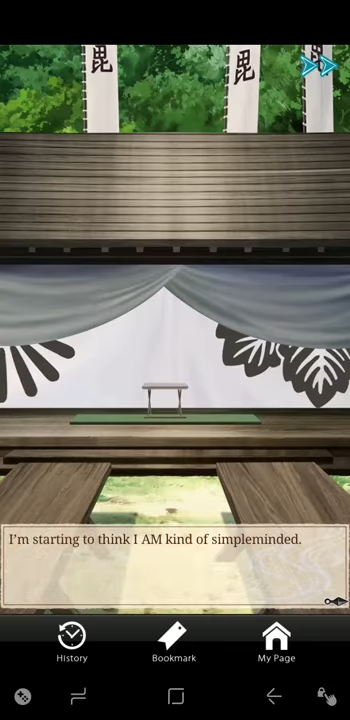 毘
毘
毘
I'm starting to think I AM kind of simpleminded.
History
Bookmark
My Page